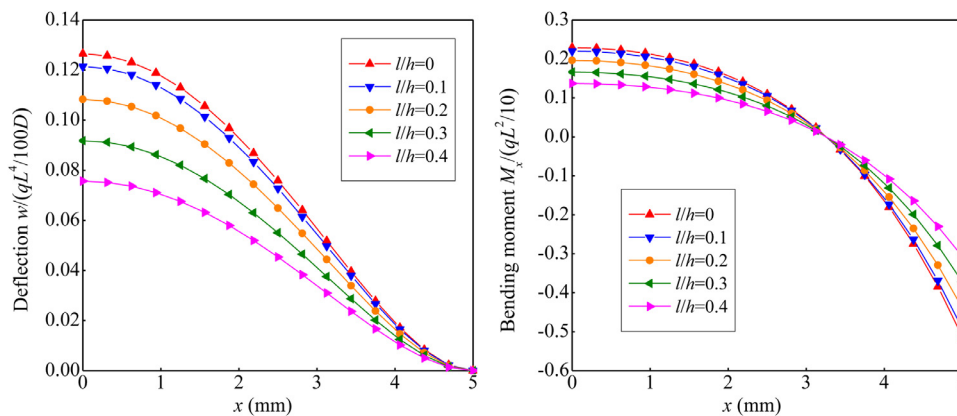 0.14
0.12
0.10
0.08
0.06
0.04
0.02
0.00
Deflection w/(qL⁴/100D)
l/h=0
l/h=0.1
l/h=0.2
l/h=0.3
l/h=0.4
0 1 2 3 4 5
x (mm)
0.3
0.2
0.1
0.0
-0.1
-0.2
-0.3
-0.4
-0.5
-0.6
Bending moment Mₓ/(qL²/10)
l/h=0
l/h=0.1
l/h=0.2
l/h=0.3
l/h=0.4
0 1 2 3 4
x (mm)